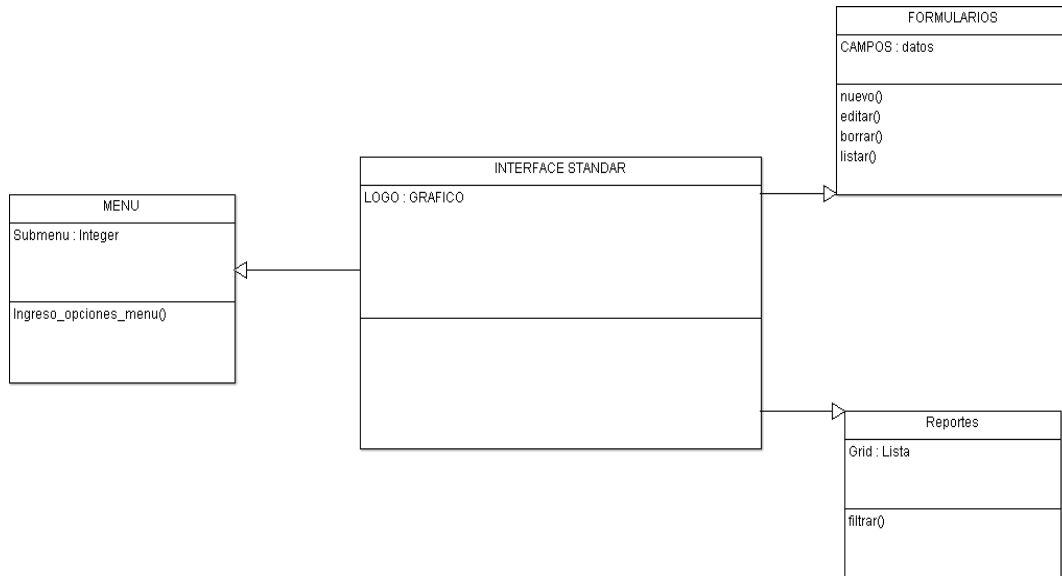 FORMULARIOS
CAMPOS : datos
nuevo()
editar()
borrar()
listar()
INTERFACE STANDAR
LOGO : GRAFICO
MENU
Submenu : Integer
Ingreso_opciones_menu()
Reportes
Grid : Lista
filtrar()